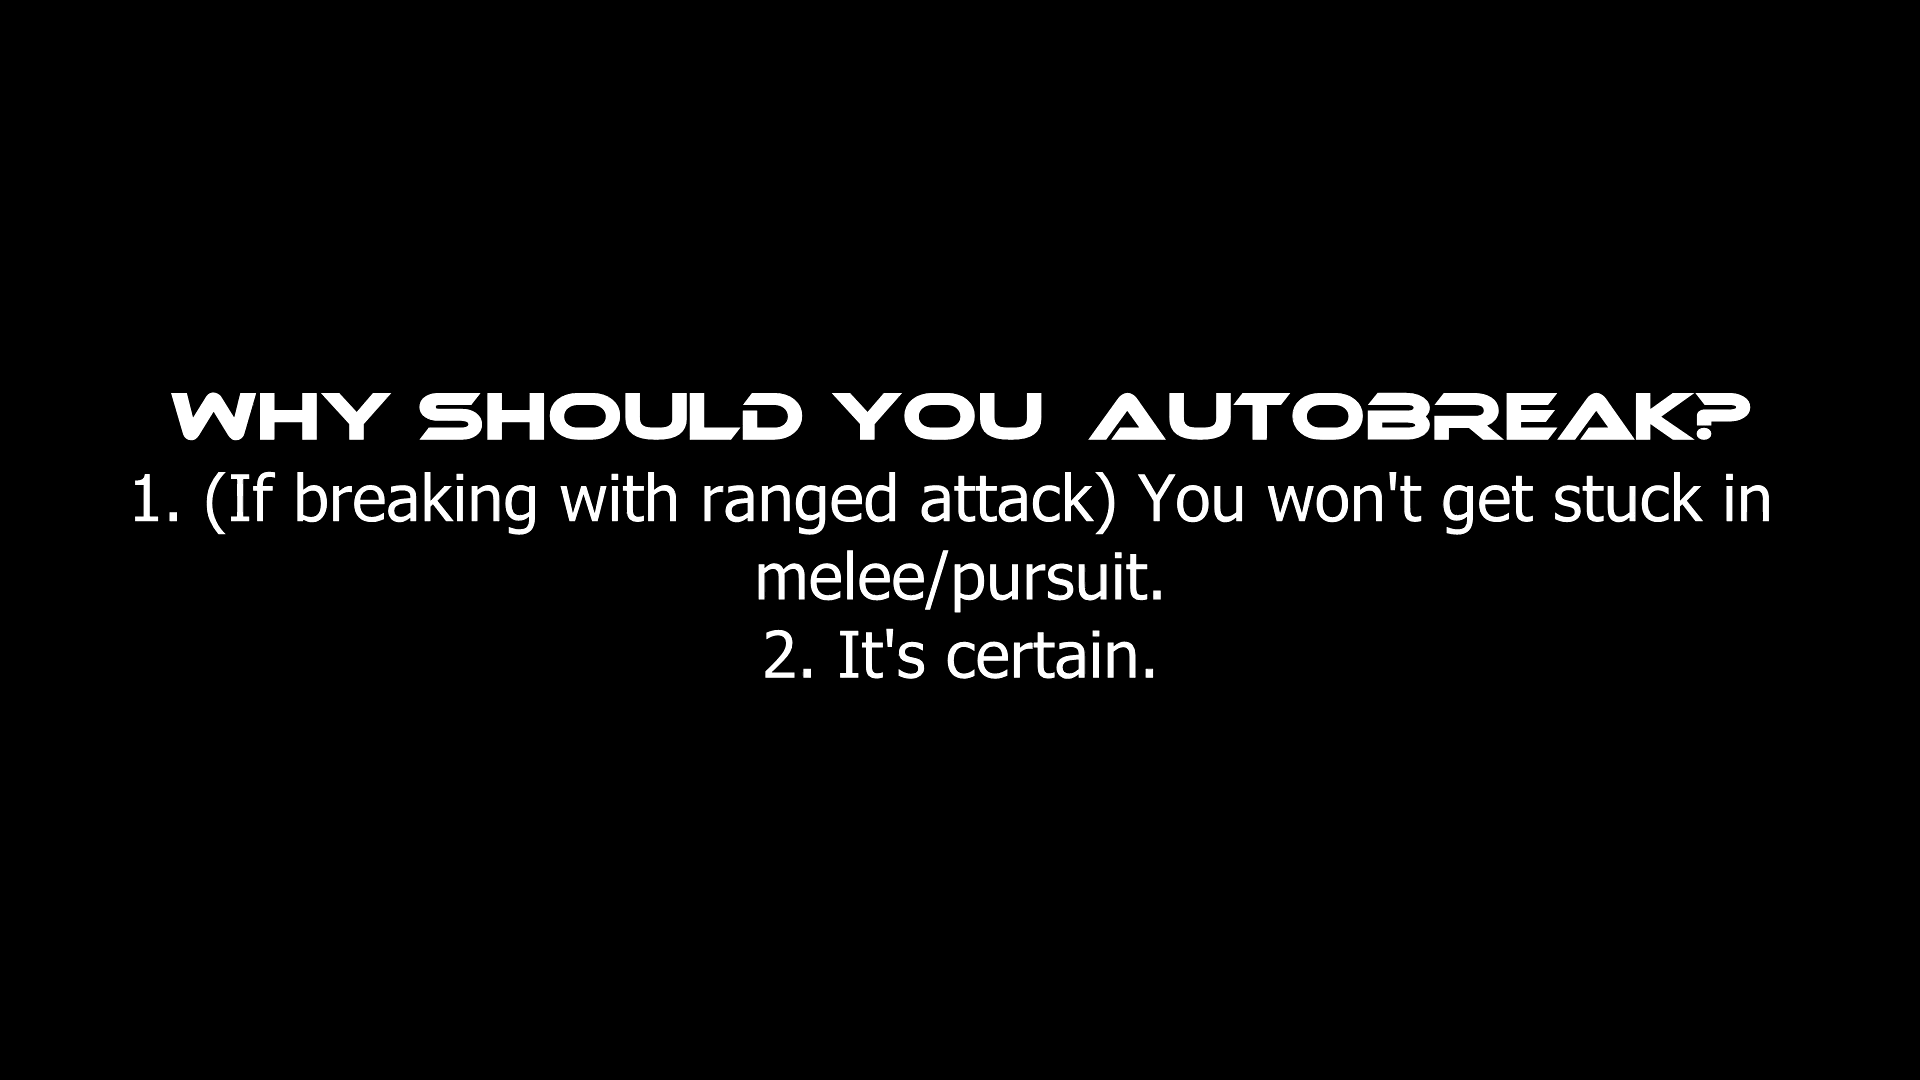 WHY SHOULD YOU AUTOBREAK?
1. (If breaking with ranged attack) You won't get stuck in
melee/pursuit.
2. It's certain.